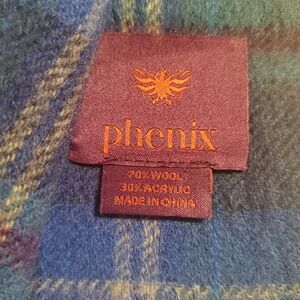 phenix
70% WOOL
30% ACRYLIC
MADE IN CHINA